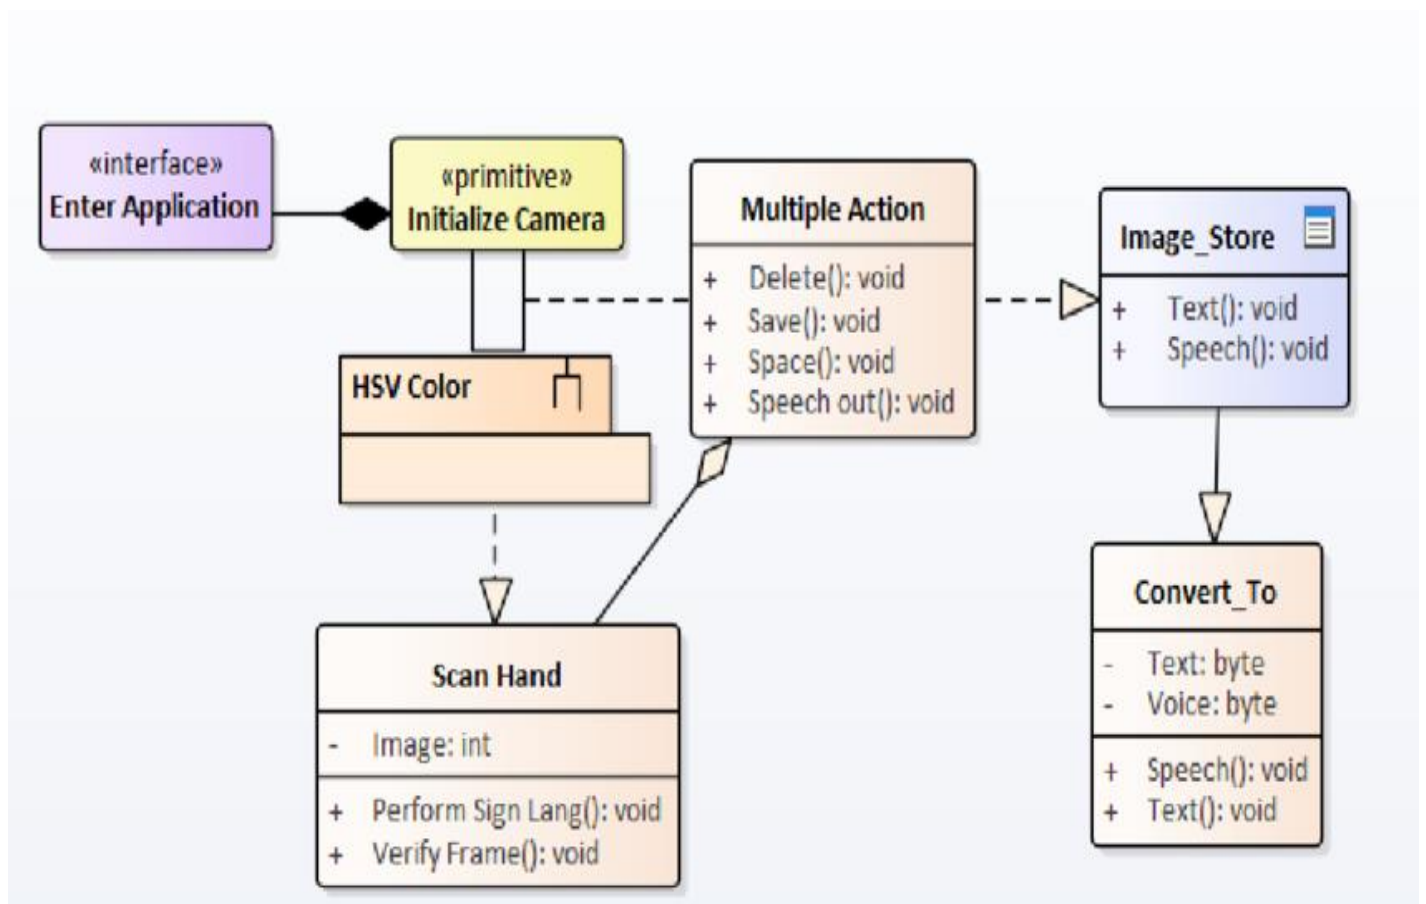 «interface»
Enter Application
«primitive»
Initialize Camera
Multiple Action
+ Delete(): void
+ Save(): void
+ Space(): void
+ Speech out(): void
Image_Store
+ Text(): void
+ Speech(): void
HSV Color
Scan Hand
- Image: int
+ Perform Sign Lang(): void
+ Verify Frame(): void
Convert_To
- Text: byte
- Voice: byte
+ Speech(): void
+ Text(): void